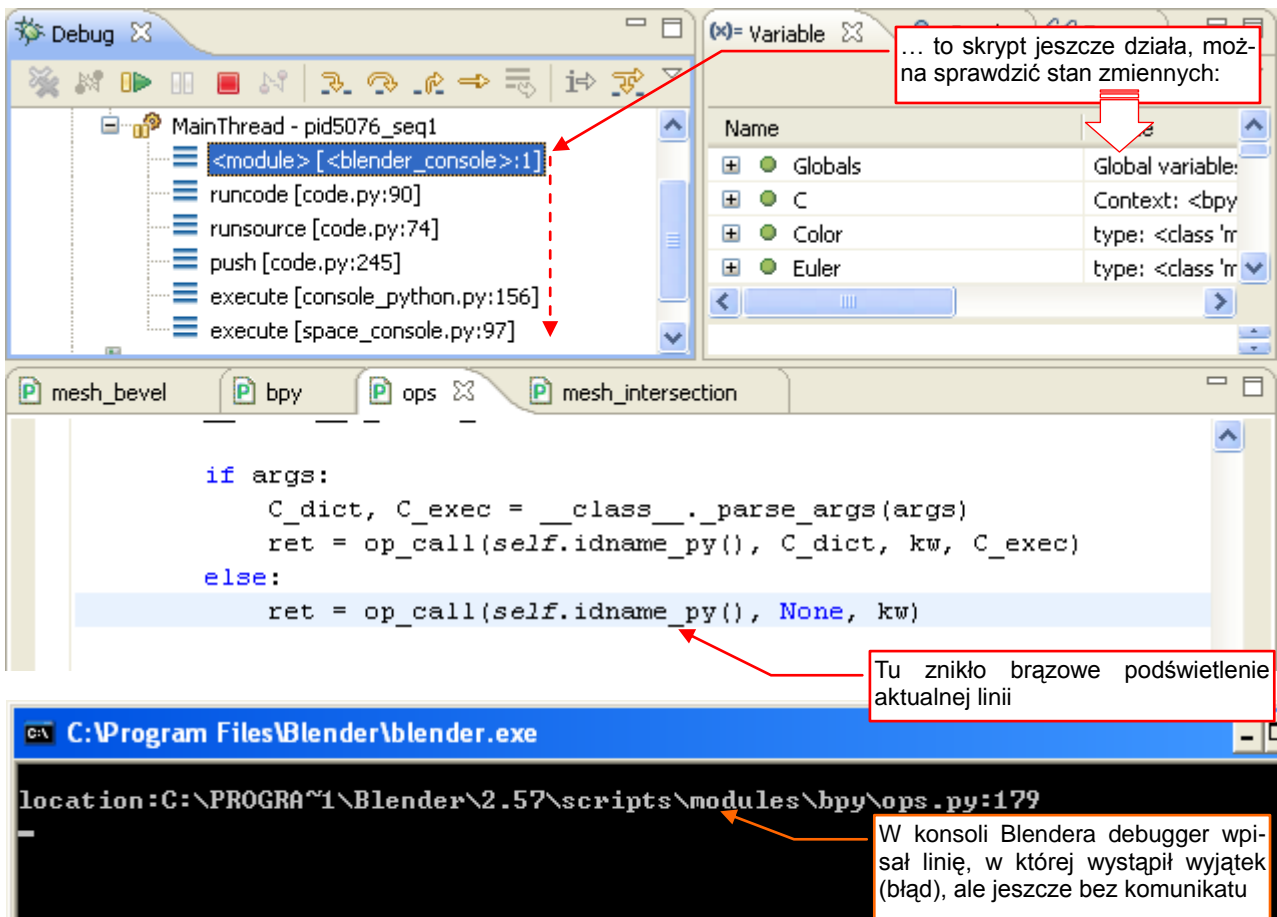 Debug
(x)= Variable
… to skrypt jeszcze działa, moż-
na sprawdzić stan zmiennych:
MainThread - pid5076_seq1
<module> [<blender_console>:1]
runcode [code.py:90]
runsource [code.py:74]
push [code.py:245]
execute [console_python.py:156]
execute [space_console.py:97]
Name
Globals Global variable:
C Context: <bpy
Color type: <class 'm
Euler type: <class 'm
mesh_bevel bpy ops mesh_intersection
if args:
C_dict, C_exec = __class__._parse_args(args)
ret = op_call(self.idname_py(), C_dict, kw, C_exec)
else:
ret = op_call(self.idname_py(), None, kw)
Tu znikło brązowe podświetlenie
aktualnej linii
C:\Program Files\Blender\blender.exe
location:C:\PROGRA~1\Blender\2.57\scripts\modules\bpy\ops.py:179
W konsoli Blendera debugger wpi-
sał linię, w której wystąpił wyjątek
(błąd), ale jeszcze bez komunikatu